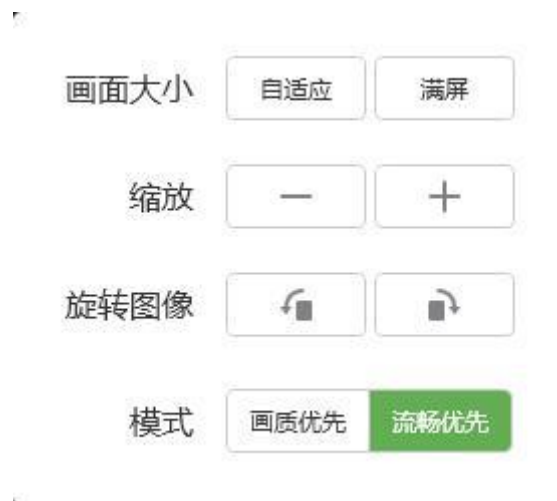 画面大小 自适应 满屏
缩放 — +
旋转图像
模式 画质优先 流畅优先